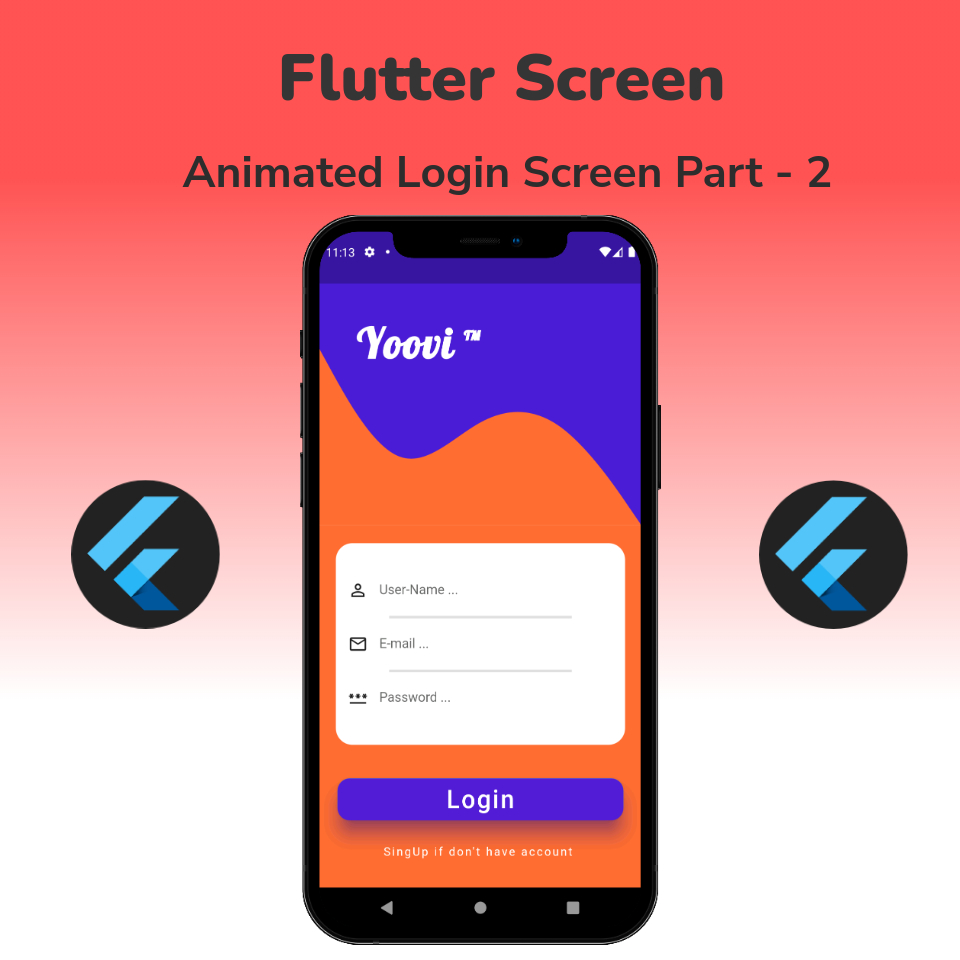 Flutter Screen
Animated Login Screen Part - 2
11:13
Yoovi ™
User-Name ...
E-mail ...
Password ...
Login
SingUp if don't have account